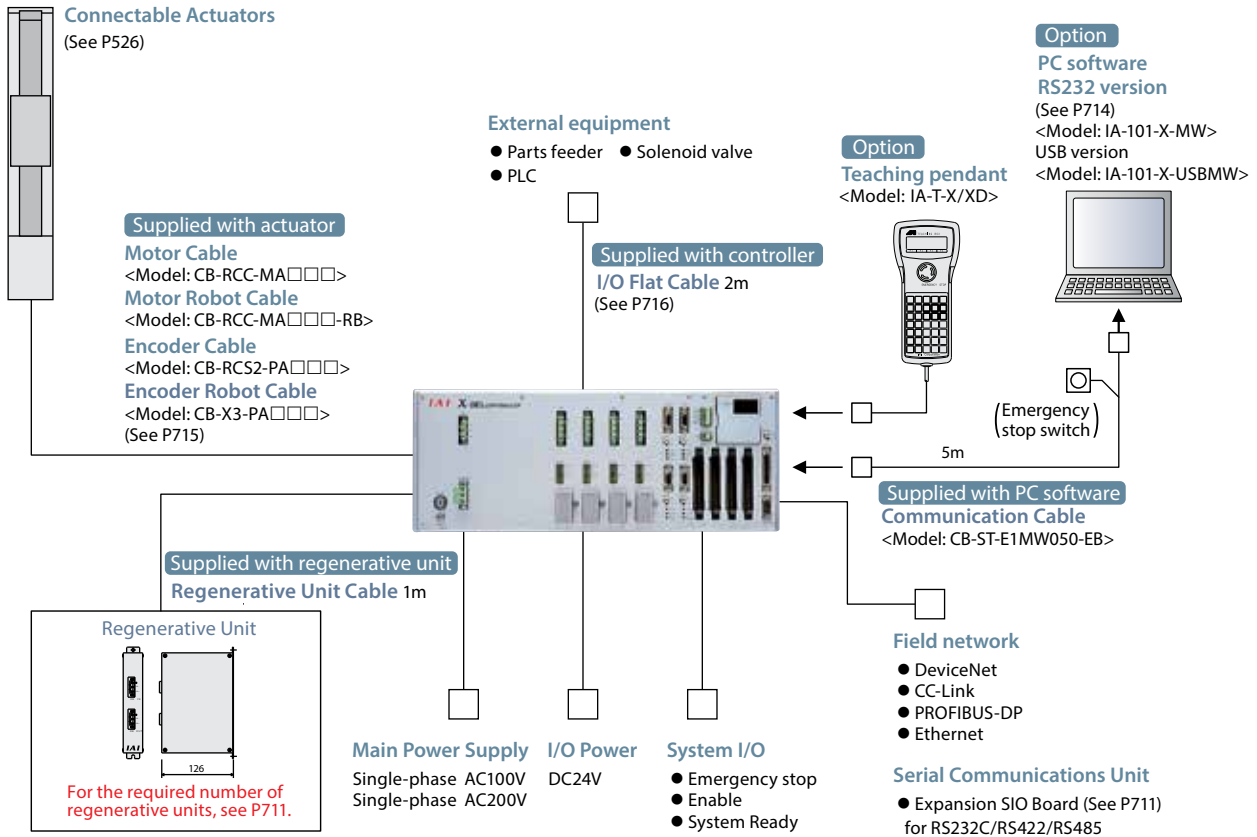 Connectable Actuators
(See P526)
Supplied with actuator
Motor Cable
<Model: CB-RCC-MA□□□>
Motor Robot Cable
<Model: CB-RCC-MA□□□-RB>
Encoder Cable
<Model: CB-RCS2-PA□□□>
Encoder Robot Cable
<Model: CB-X3-PA□□□>
(See P715)
External equipment
● Parts feeder ● Solenoid valve
● PLC
Supplied with controller
I/O Flat Cable 2m
(See P716)
Option
Teaching pendant
<Model: IA-T-X/XD>
Option
PC software
RS232 version
(See P714)
<Model: IA-101-X-MW>
USB version
<Model: IA-101-X-USBMW>
(Emergency
stop switch)
5m
Supplied with PC software
Communication Cable
<Model: CB-ST-E1MW050-EB>
IAI X-SEL CONTROLLER
Supplied with regenerative unit
Regenerative Unit Cable 1m
Regenerative Unit
IAI
126
For the required number of
regenerative units, see P711.
Main Power Supply
Single-phase AC100V
Single-phase AC200V
I/O Power
DC24V
System I/O
● Emergency stop
● Enable
● System Ready
Field network
● DeviceNet
● CC-Link
● PROFIBUS-DP
● Ethernet
Serial Communications Unit
● Expansion SIO Board (See P711)
for RS232C/RS422/RS485